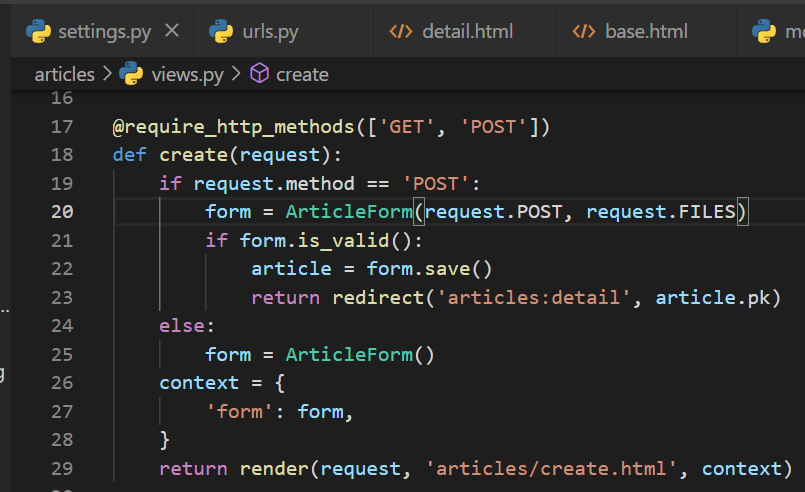 settings.py urls.py detail.html base.html
articles views.py create
16
17 @require_http_methods(['GET', 'POST'])
18 def create(request):
19     if request.method == 'POST':
20         form = ArticleForm(request.POST, request.FILES)
21         if form.is_valid():
22             article = form.save()
23             return redirect('articles:detail', article.pk)
24     else:
25         form = ArticleForm()
26     context = {
27         'form': form,
28     }
29     return render(request, 'articles/create.html', context)